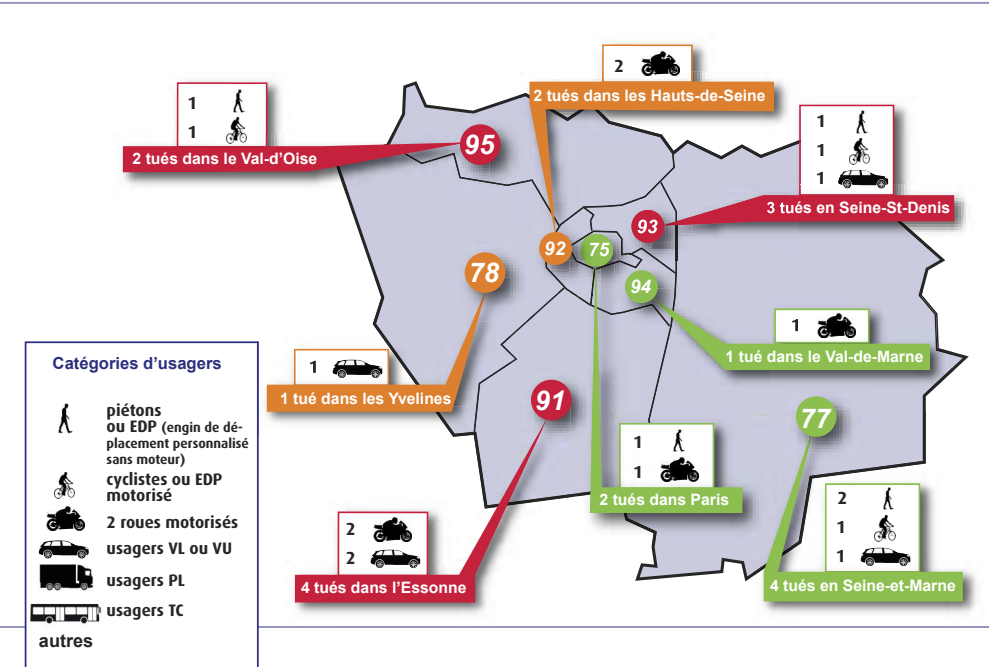 2
2 tués dans les Hauts-de-Seine
1
1
2 tués dans le Val-d'Oise
95
1
1
1
3 tués en Seine-St-Denis
93
92
75
78
94
1
1 tué dans le Val-de-Marne
1
1 tué dans les Yvelines
91
77
1
1
2 tués dans Paris
2
2
4 tués dans l'Essonne
2
1
1
4 tués en Seine-et-Marne
Catégories d'usagers
piétons
ou EDP (engin de dé-
placement personnalisé
sans moteur)
cyclistes ou EDP
motorisé
2 roues motorisés
usagers VL ou VU
usagers PL
usagers TC
autres